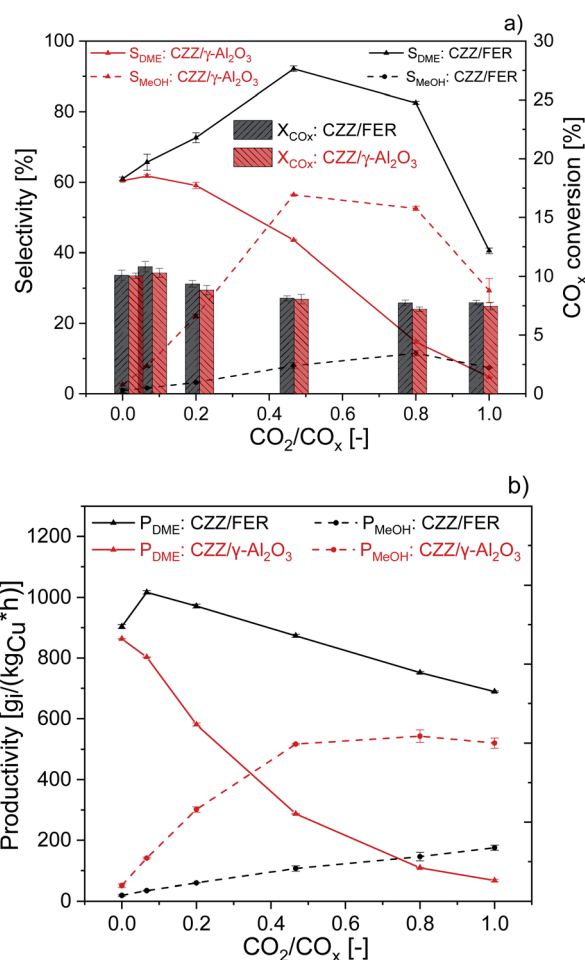 a)
S_DME: CZZ/γ-Al₂O₃ S_DME: CZZ/FER
S_MeOH: CZZ/γ-Al₂O₃ S_MeOH: CZZ/FER
X_COx: CZZ/FER
X_COx: CZZ/γ-Al₂O₃
Selectivity [%]
100
80
60
40
20
0
COₓ conversion [%]
30
25
20
15
10
5
0
0.0 0.2 0.4 0.6 0.8 1.0
CO₂/COₓ [-]
b)
P_DME: CZZ/FER P_MeOH: CZZ/FER
P_DME: CZZ/γ-Al₂O₃ P_MeOH: CZZ/γ-Al₂O₃
Productivity [gᵢ/(kg_Cu*h)]
1200
1000
800
600
400
200
0
0.0 0.2 0.4 0.6 0.8 1.0
CO₂/COₓ [-]